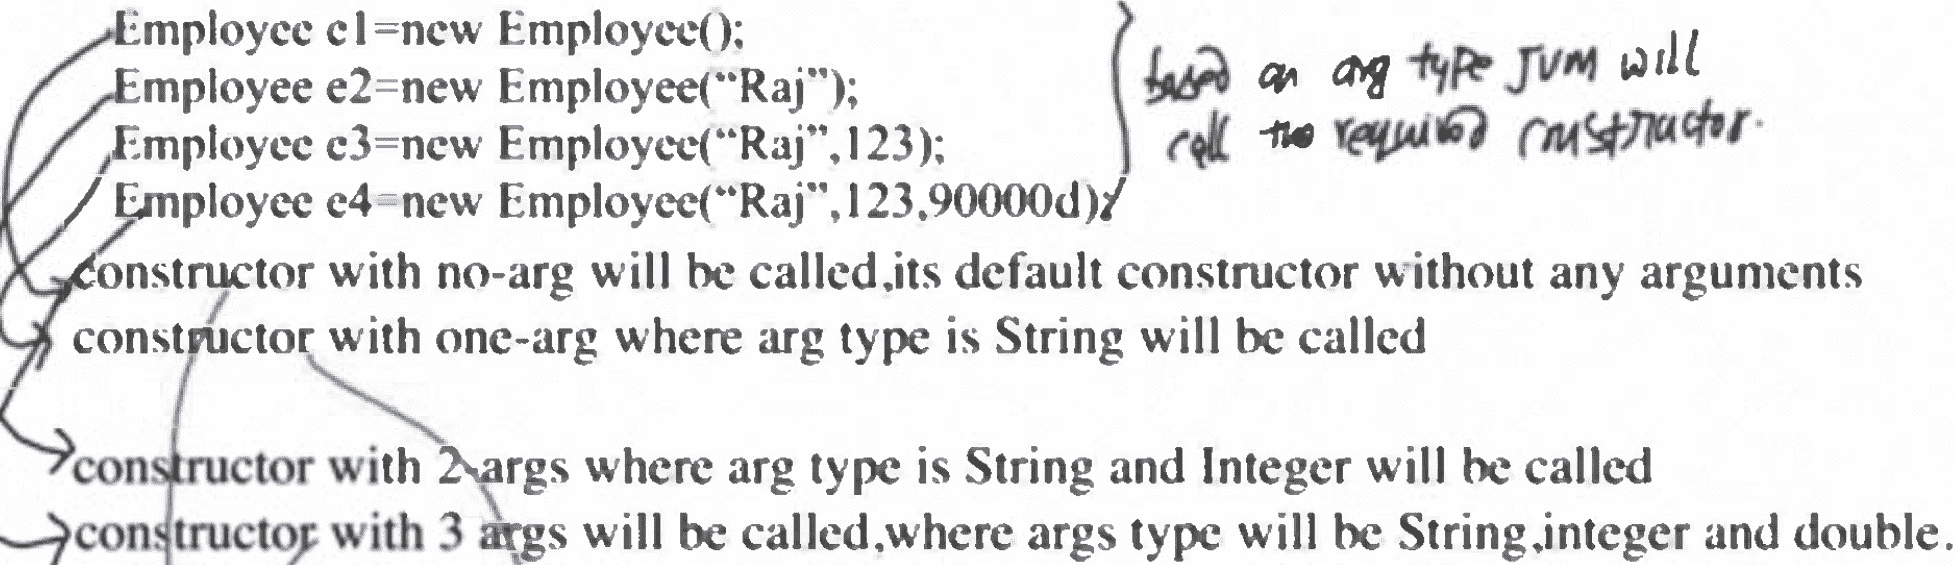 Employee e1=new Employee();
Employee e2=new Employee(“Raj”);
Employee e3=new Employee(“Raj”,123);
Employee e4=new Employee(“Raj”,123,90000d);
based on an arg type JVM will
call the required constructor.
constructor with no-arg will be called,its default constructor without any arguments
constructor with one-arg where arg type is String will be called
constructor with 2-args where arg type is String and Integer will be called
constructor with 3 args will be called,where args type will be String,integer and double.